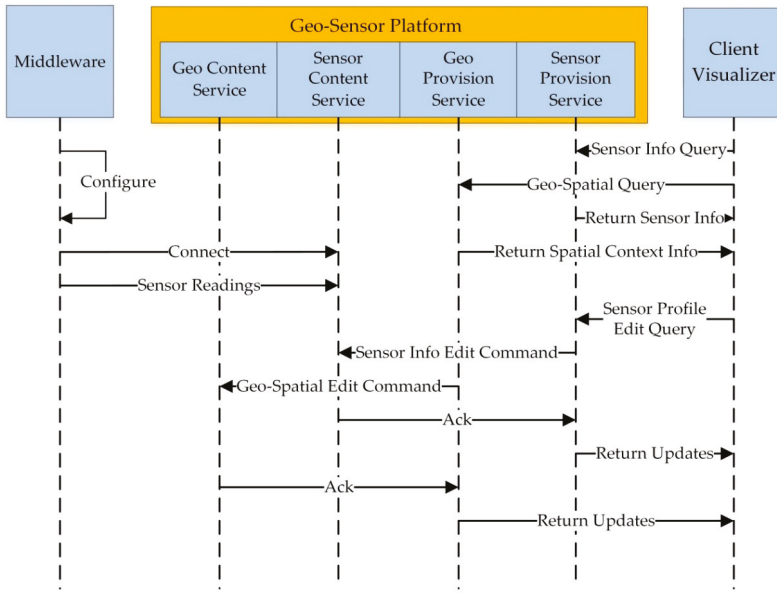 Geo-Sensor Platform
Middleware
Geo Content
Service
Sensor
Content
Service
Geo
Provision
Service
Sensor
Provision
Service
Client
Visualizer
Sensor Info Query
Configure
Geo-Spatial Query
Return Sensor Info
Connect
Return Spatial Context Info
Sensor Readings
Sensor Profile
Edit Query
Sensor Info Edit Command
Geo-Spatial Edit Command
Ack
Return Updates
Ack
Return Updates